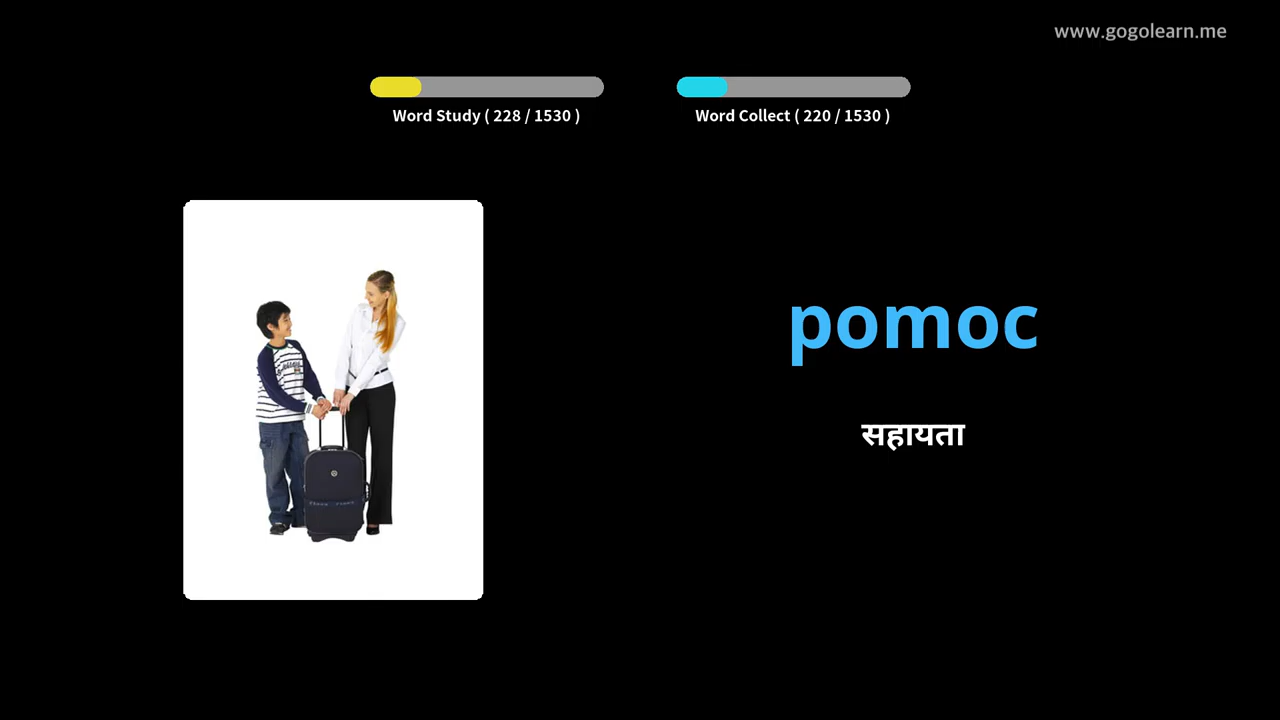 www.gogolearn.me
Word Study ( 228 / 1530 )
Word Collect ( 220 / 1530 )
pomoc
सहायता